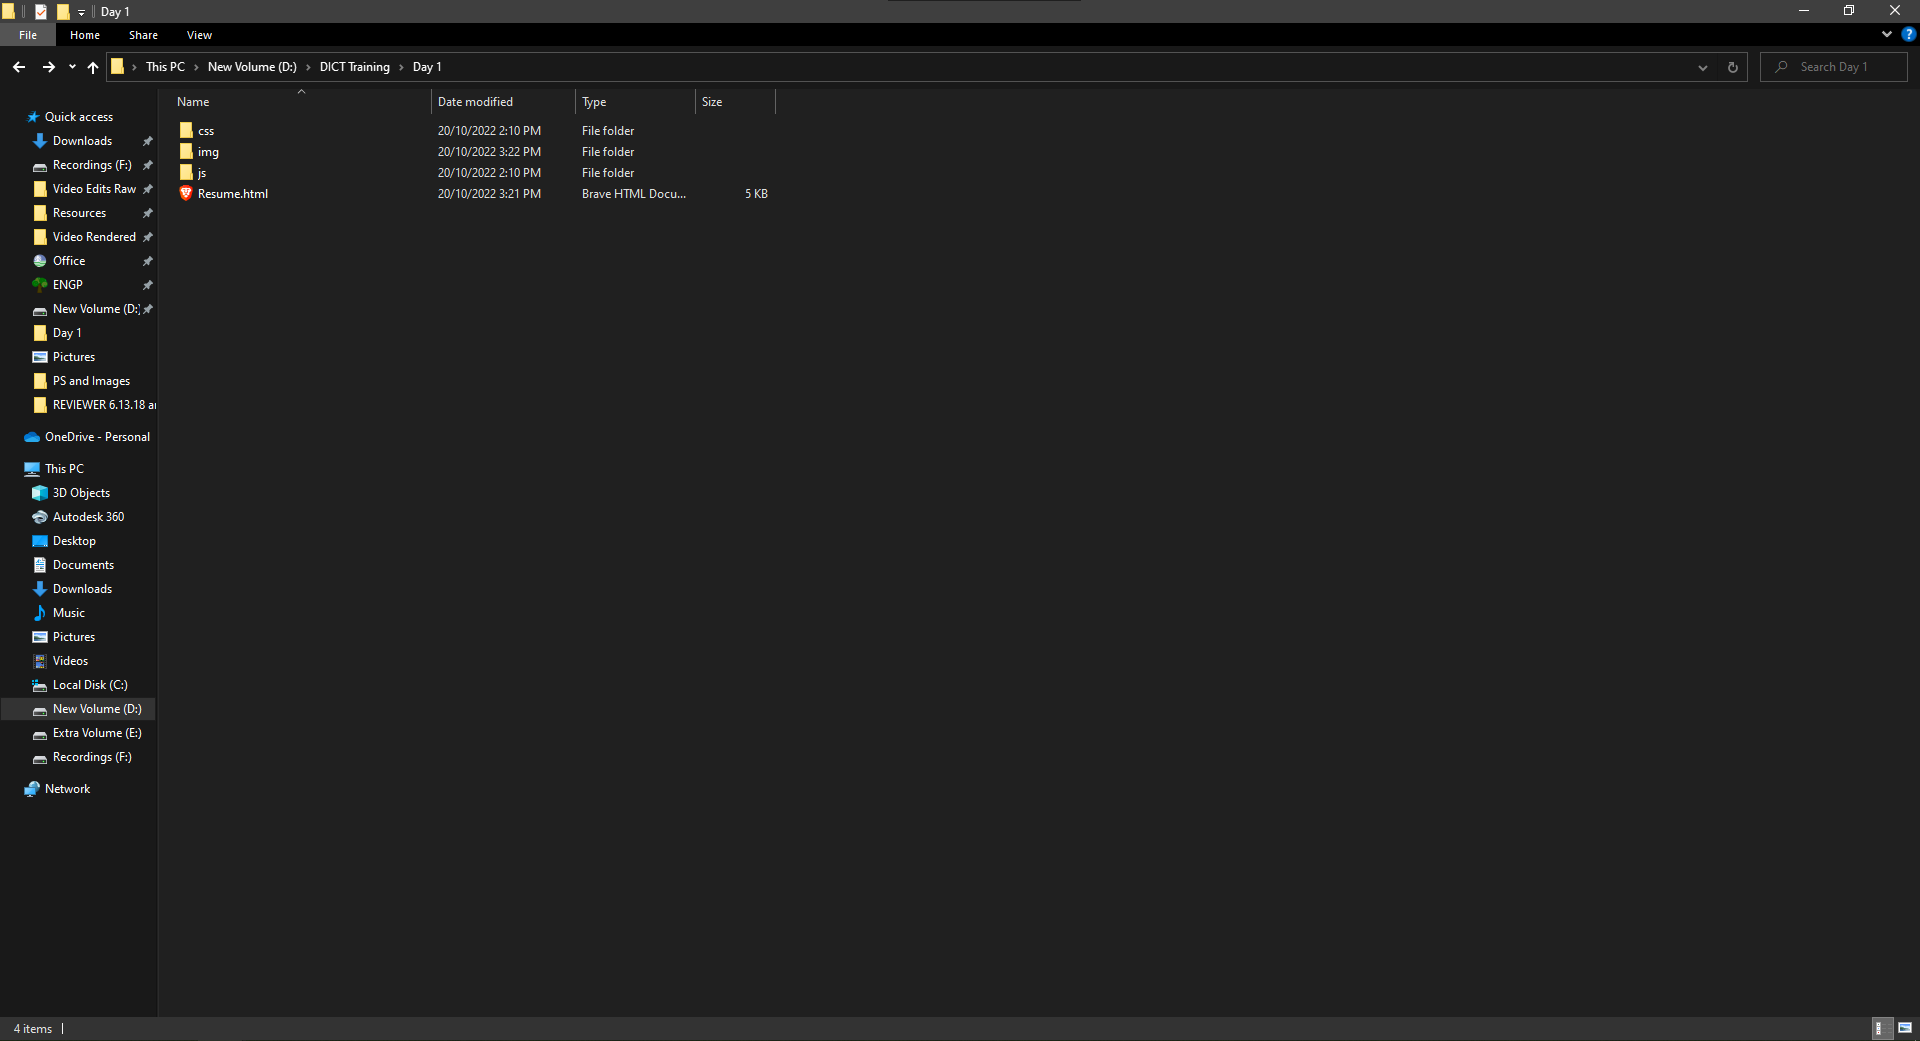 Day 1
File Home Share View
This PC New Volume (D:) DICT Training Day 1 Search Day 1
Name Date modified Type Size
css 20/10/2022 2:10 PM File folder
img 20/10/2022 3:22 PM File folder
js 20/10/2022 2:10 PM File folder
Resume.html 20/10/2022 3:21 PM Brave HTML Docu... 5 KB
Quick access
Downloads
Recordings (F:)
Video Edits Raw
Resources
Video Rendered
Office
ENGP
New Volume (D:)
Day 1
Pictures
PS and Images
REVIEWER 6.13.18 ar
OneDrive - Personal
This PC
3D Objects
Autodesk 360
Desktop
Documents
Downloads
Music
Pictures
Videos
Local Disk (C:)
New Volume (D:)
Extra Volume (E:)
Recordings (F:)
Network
4 items